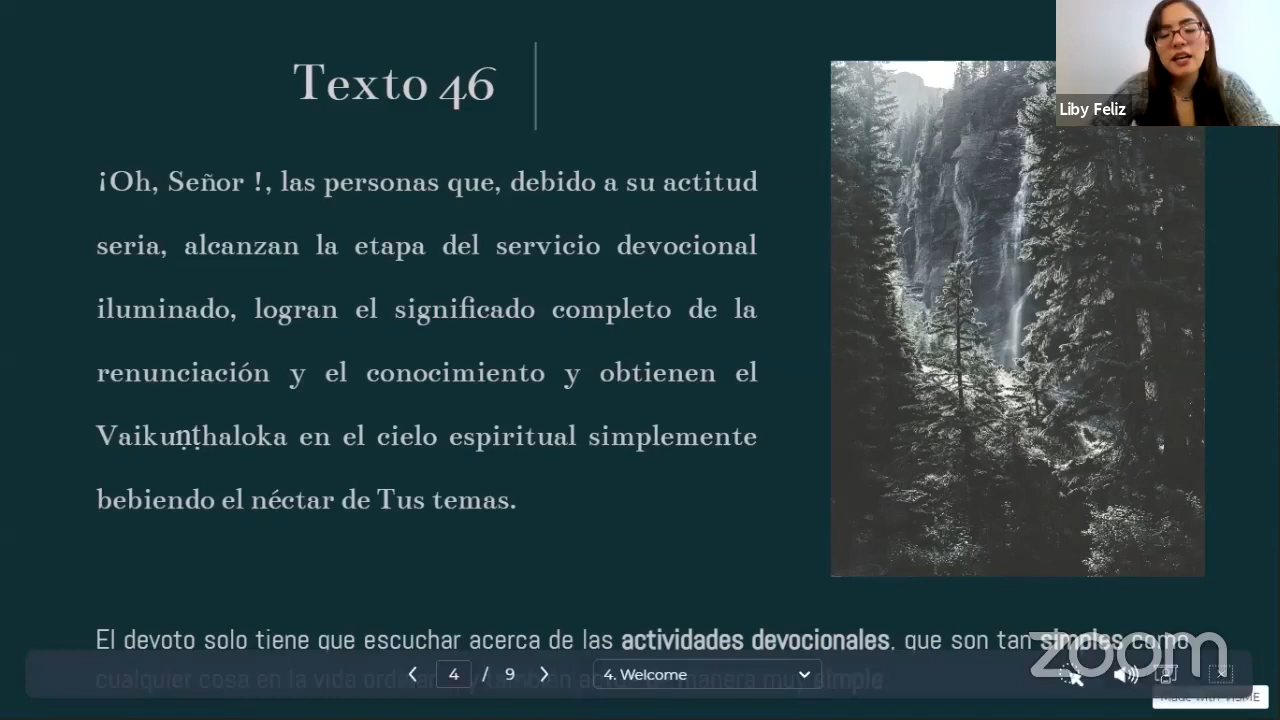 Texto 46
¡Oh, Señor !, las personas que, debido a su actitud
seria, alcanzan la etapa del servicio devocional
iluminado, logran el significado completo de la
renunciación y el conocimiento y obtienen el
Vaikuṇṭhaloka en el cielo espiritual simplemente
bebiendo el néctar de Tus temas.
El devoto solo tiene que escuchar acerca de las actividades devocionales, que son tan simples como
cualquier cosa en la vida
simple
Liby Feliz
4 / 9
4. Welcome
zoom
Made with VISME